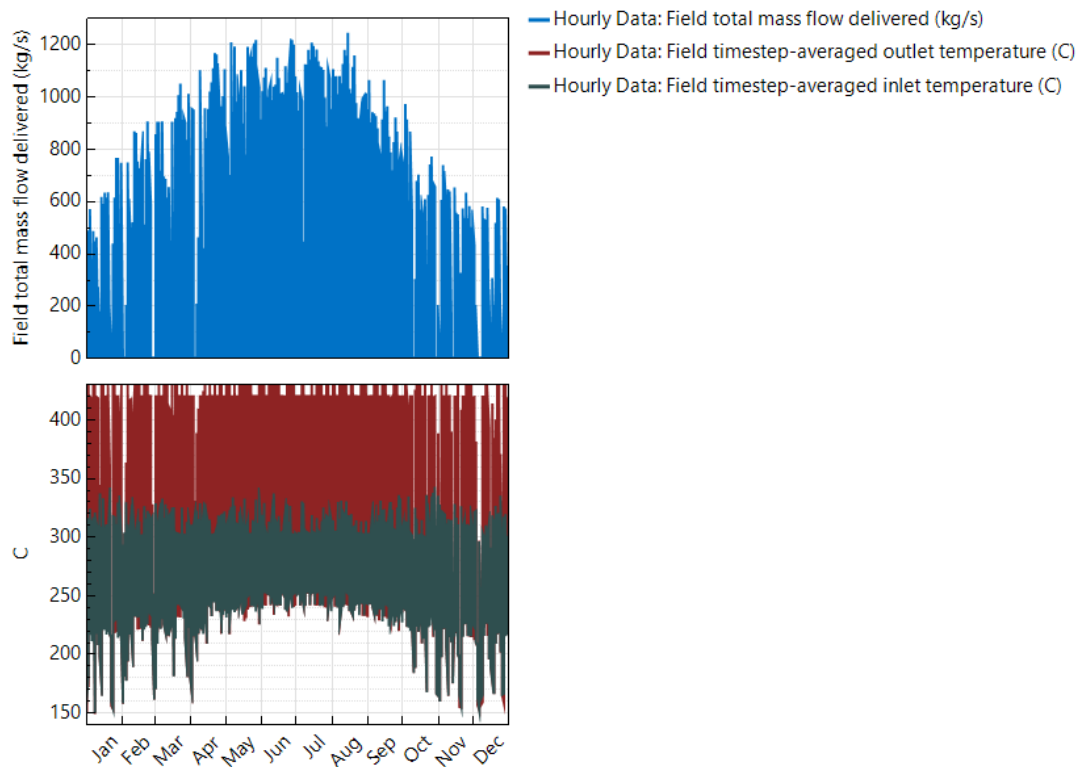 Hourly Data: Field total mass flow delivered (kg/s)
Hourly Data: Field timestep-averaged outlet temperature (C)
Hourly Data: Field timestep-averaged inlet temperature (C)
Field total mass flow delivered (kg/s)
1200
1000
800
600
400
200
0
C
400
350
300
250
200
150
Jan Feb Mar Apr May Jun Jul Aug Sep Oct Nov Dec